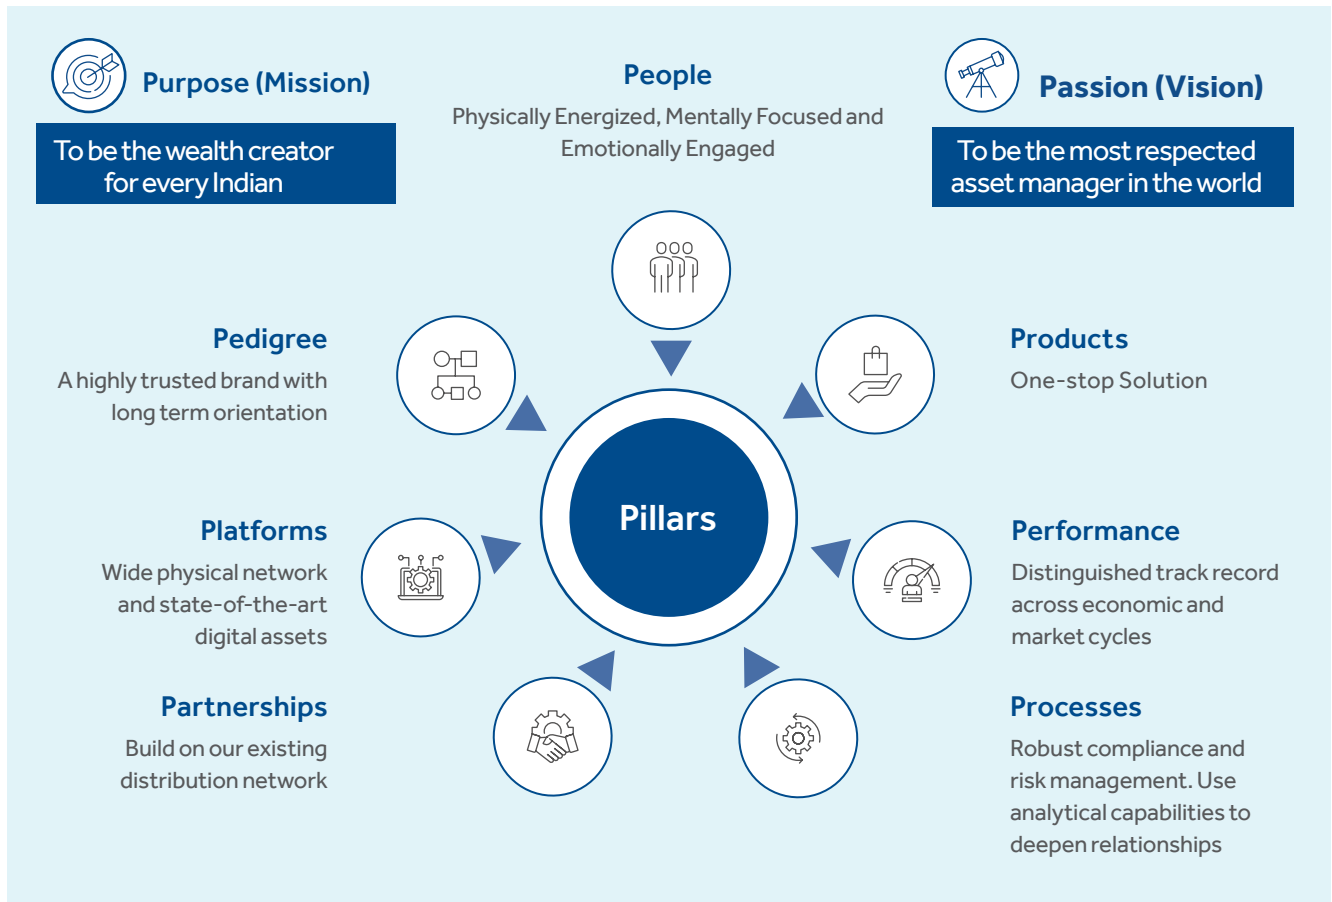 Purpose (Mission)
To be the wealth creator
for every Indian
People
Physically Energized, Mentally Focused and
Emotionally Engaged
Passion (Vision)
To be the most respected
asset manager in the world
Pedigree
A highly trusted brand with
long term orientation
Products
One-stop Solution
Pillars
Platforms
Wide physical network
and state-of-the-art
digital assets
Performance
Distinguished track record
across economic and
market cycles
Partnerships
Build on our existing
distribution network
Processes
Robust compliance and
risk management. Use
analytical capabilities to
deepen relationships